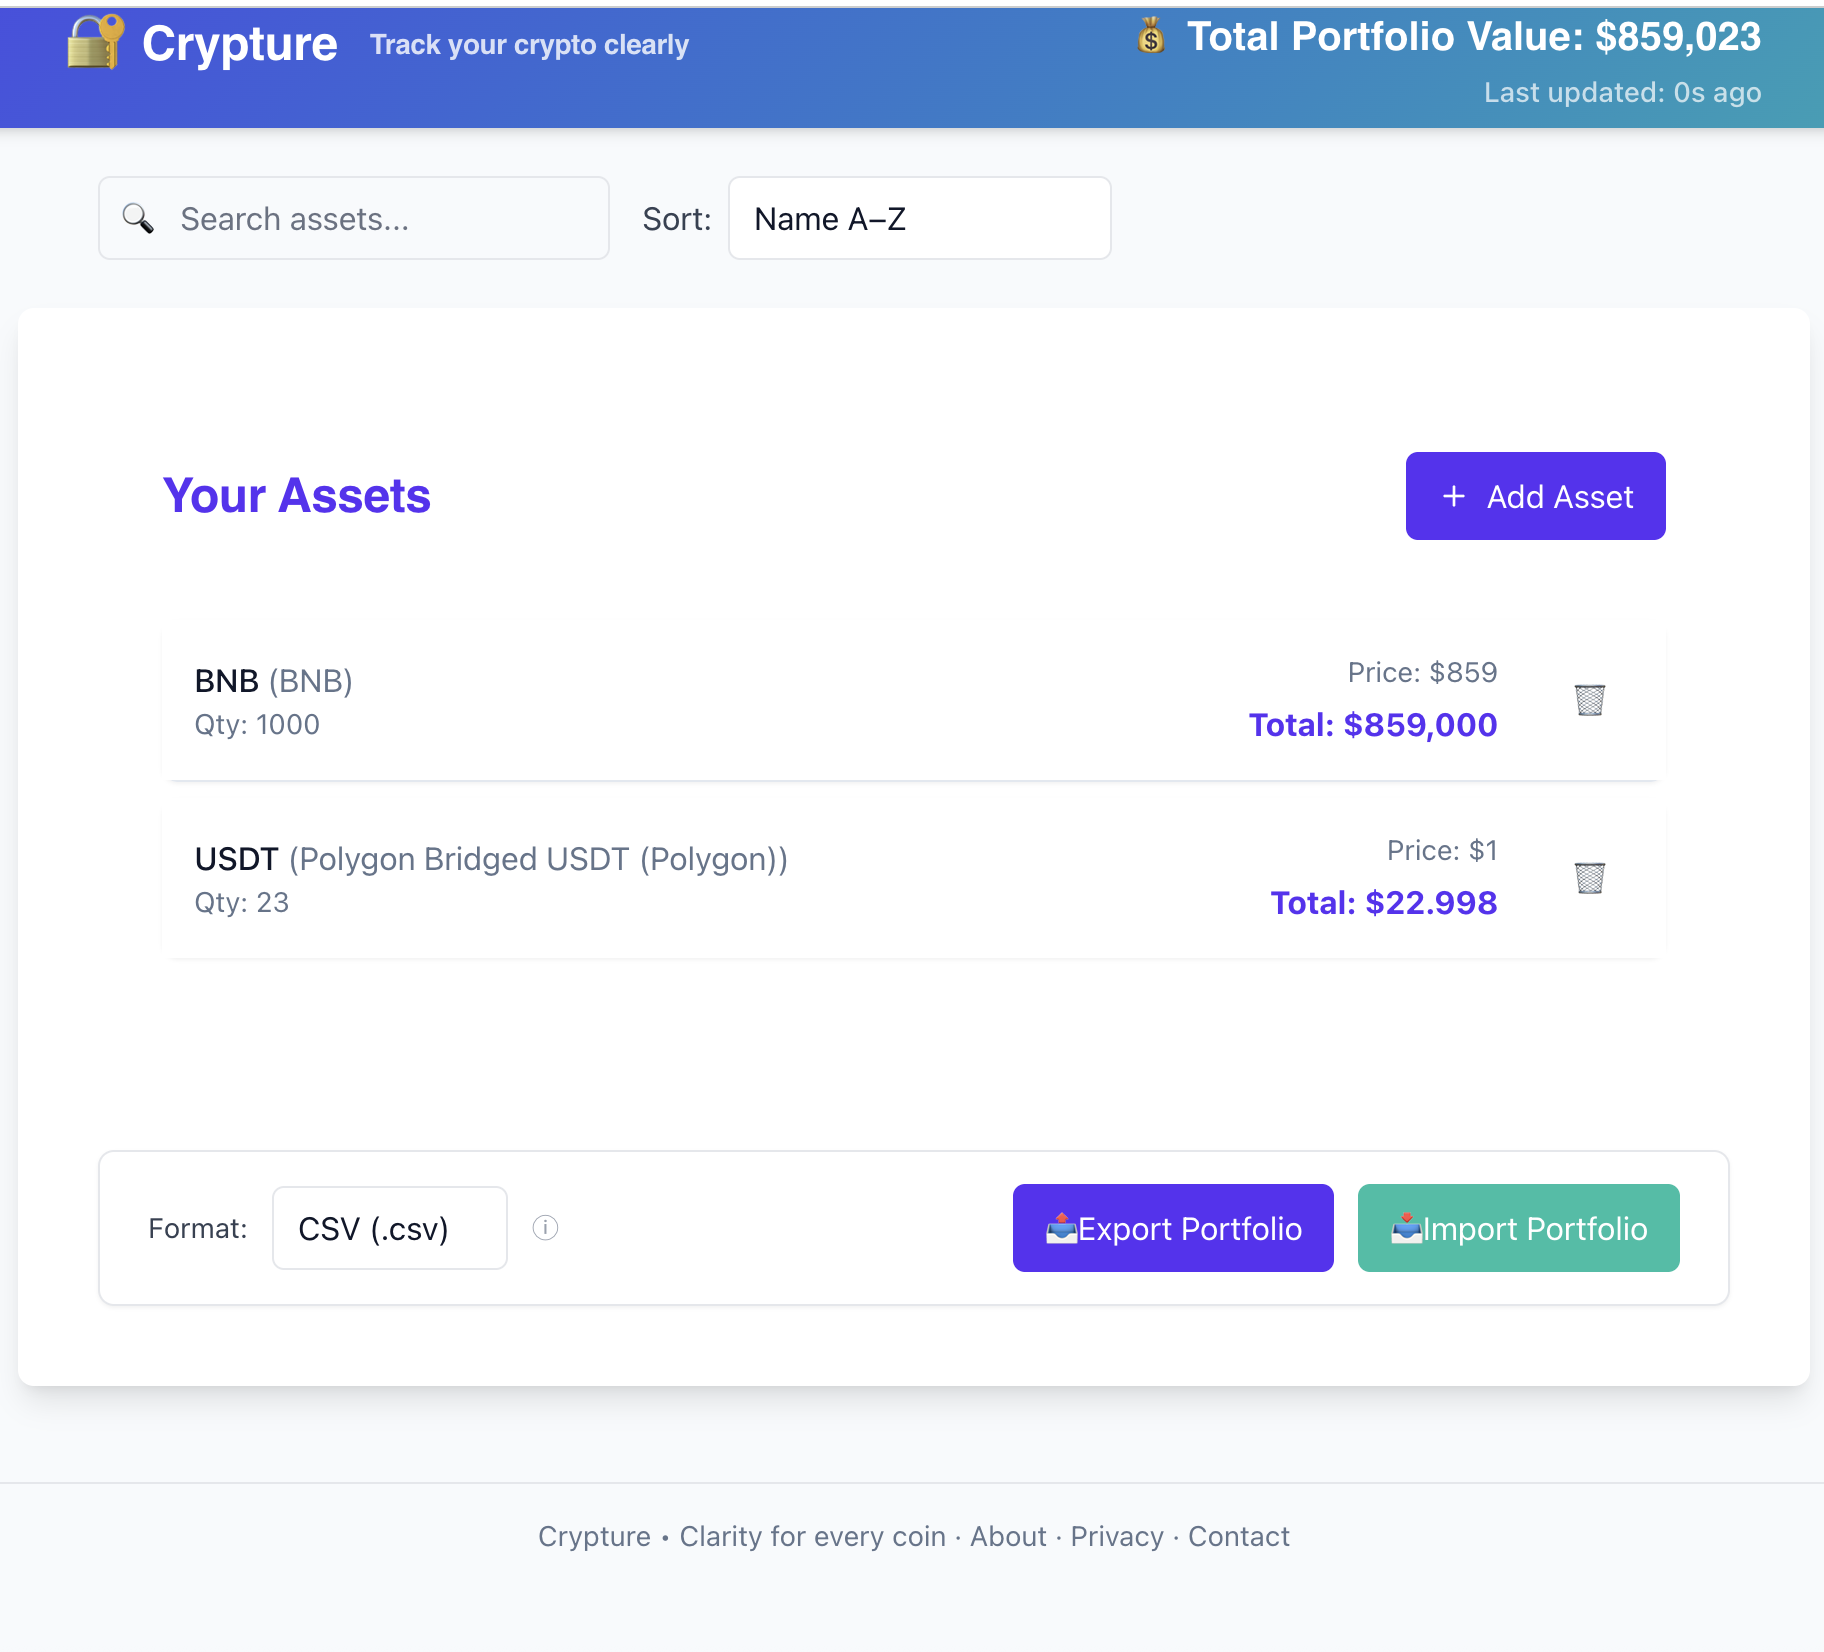 Crypture Track your crypto clearly
Total Portfolio Value: $859,023
Last updated: 0s ago
Search assets...
Sort: Name A–Z
Your Assets
+ Add Asset
BNB (BNB)
Qty: 1000
Price: $859
Total: $859,000
USDT (Polygon Bridged USDT (Polygon))
Qty: 23
Price: $1
Total: $22.998
Format: CSV (.csv) ⓘ
Export Portfolio
Import Portfolio
Crypture • Clarity for every coin · About · Privacy · Contact